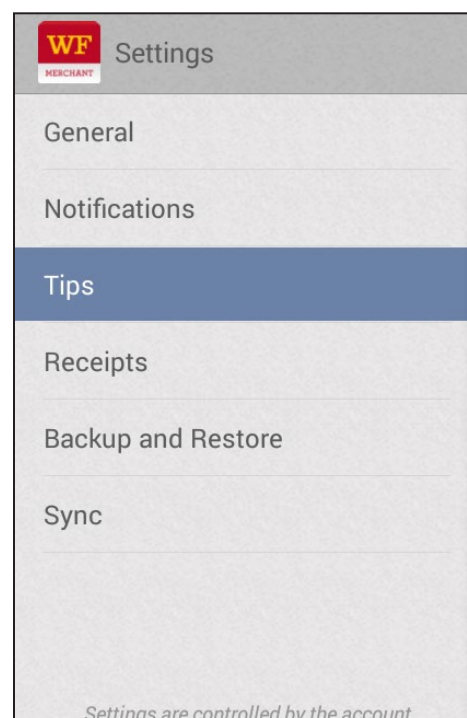 WF
MERCHANT
Settings
General
Notifications
Tips
Receipts
Backup and Restore
Sync
Settings are controlled by the account